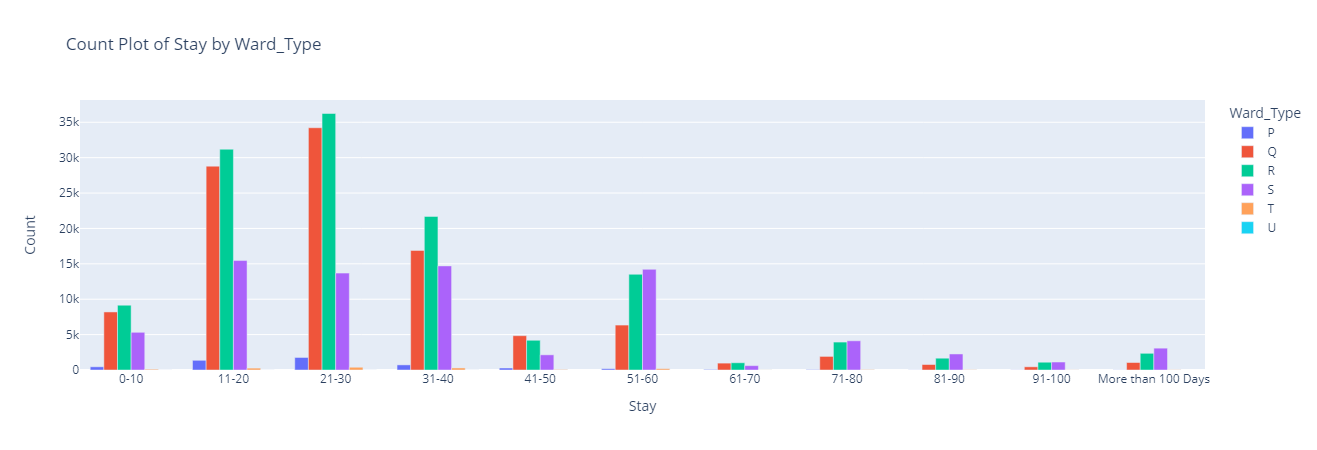 Count Plot of Stay by Ward_Type
Ward_Type
P
Q
R
S
T
U
Count
35k
30k
25k
20k
15k
10k
5k
0
0-10
11-20
21-30
31-40
41-50
51-60
61-70
71-80
81-90
91-100
More than 100 Days
Stay